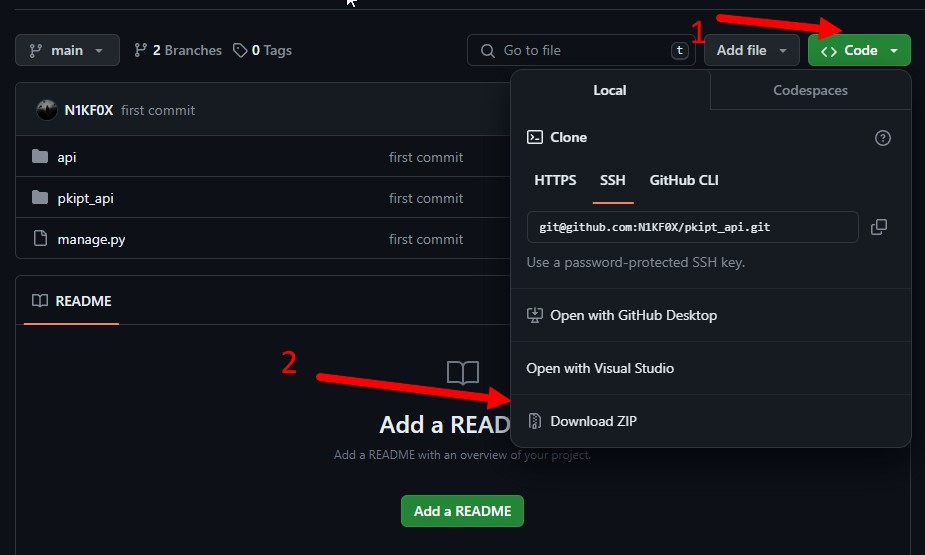 1
main 2 Branches 0 Tags Go to file t Add file Code
Local Codespaces
N1KF0X first commit
Clone
api first commit
HTTPS SSH GitHub CLI
pkipt_api first commit
git@github.com:N1KF0X/pkipt_api.git
manage.py first commit
Use a password-protected SSH key.
README
Open with GitHub Desktop
2
Open with Visual Studio
Download ZIP
Add a READ
Add a README with an overview of your project.
Add a README